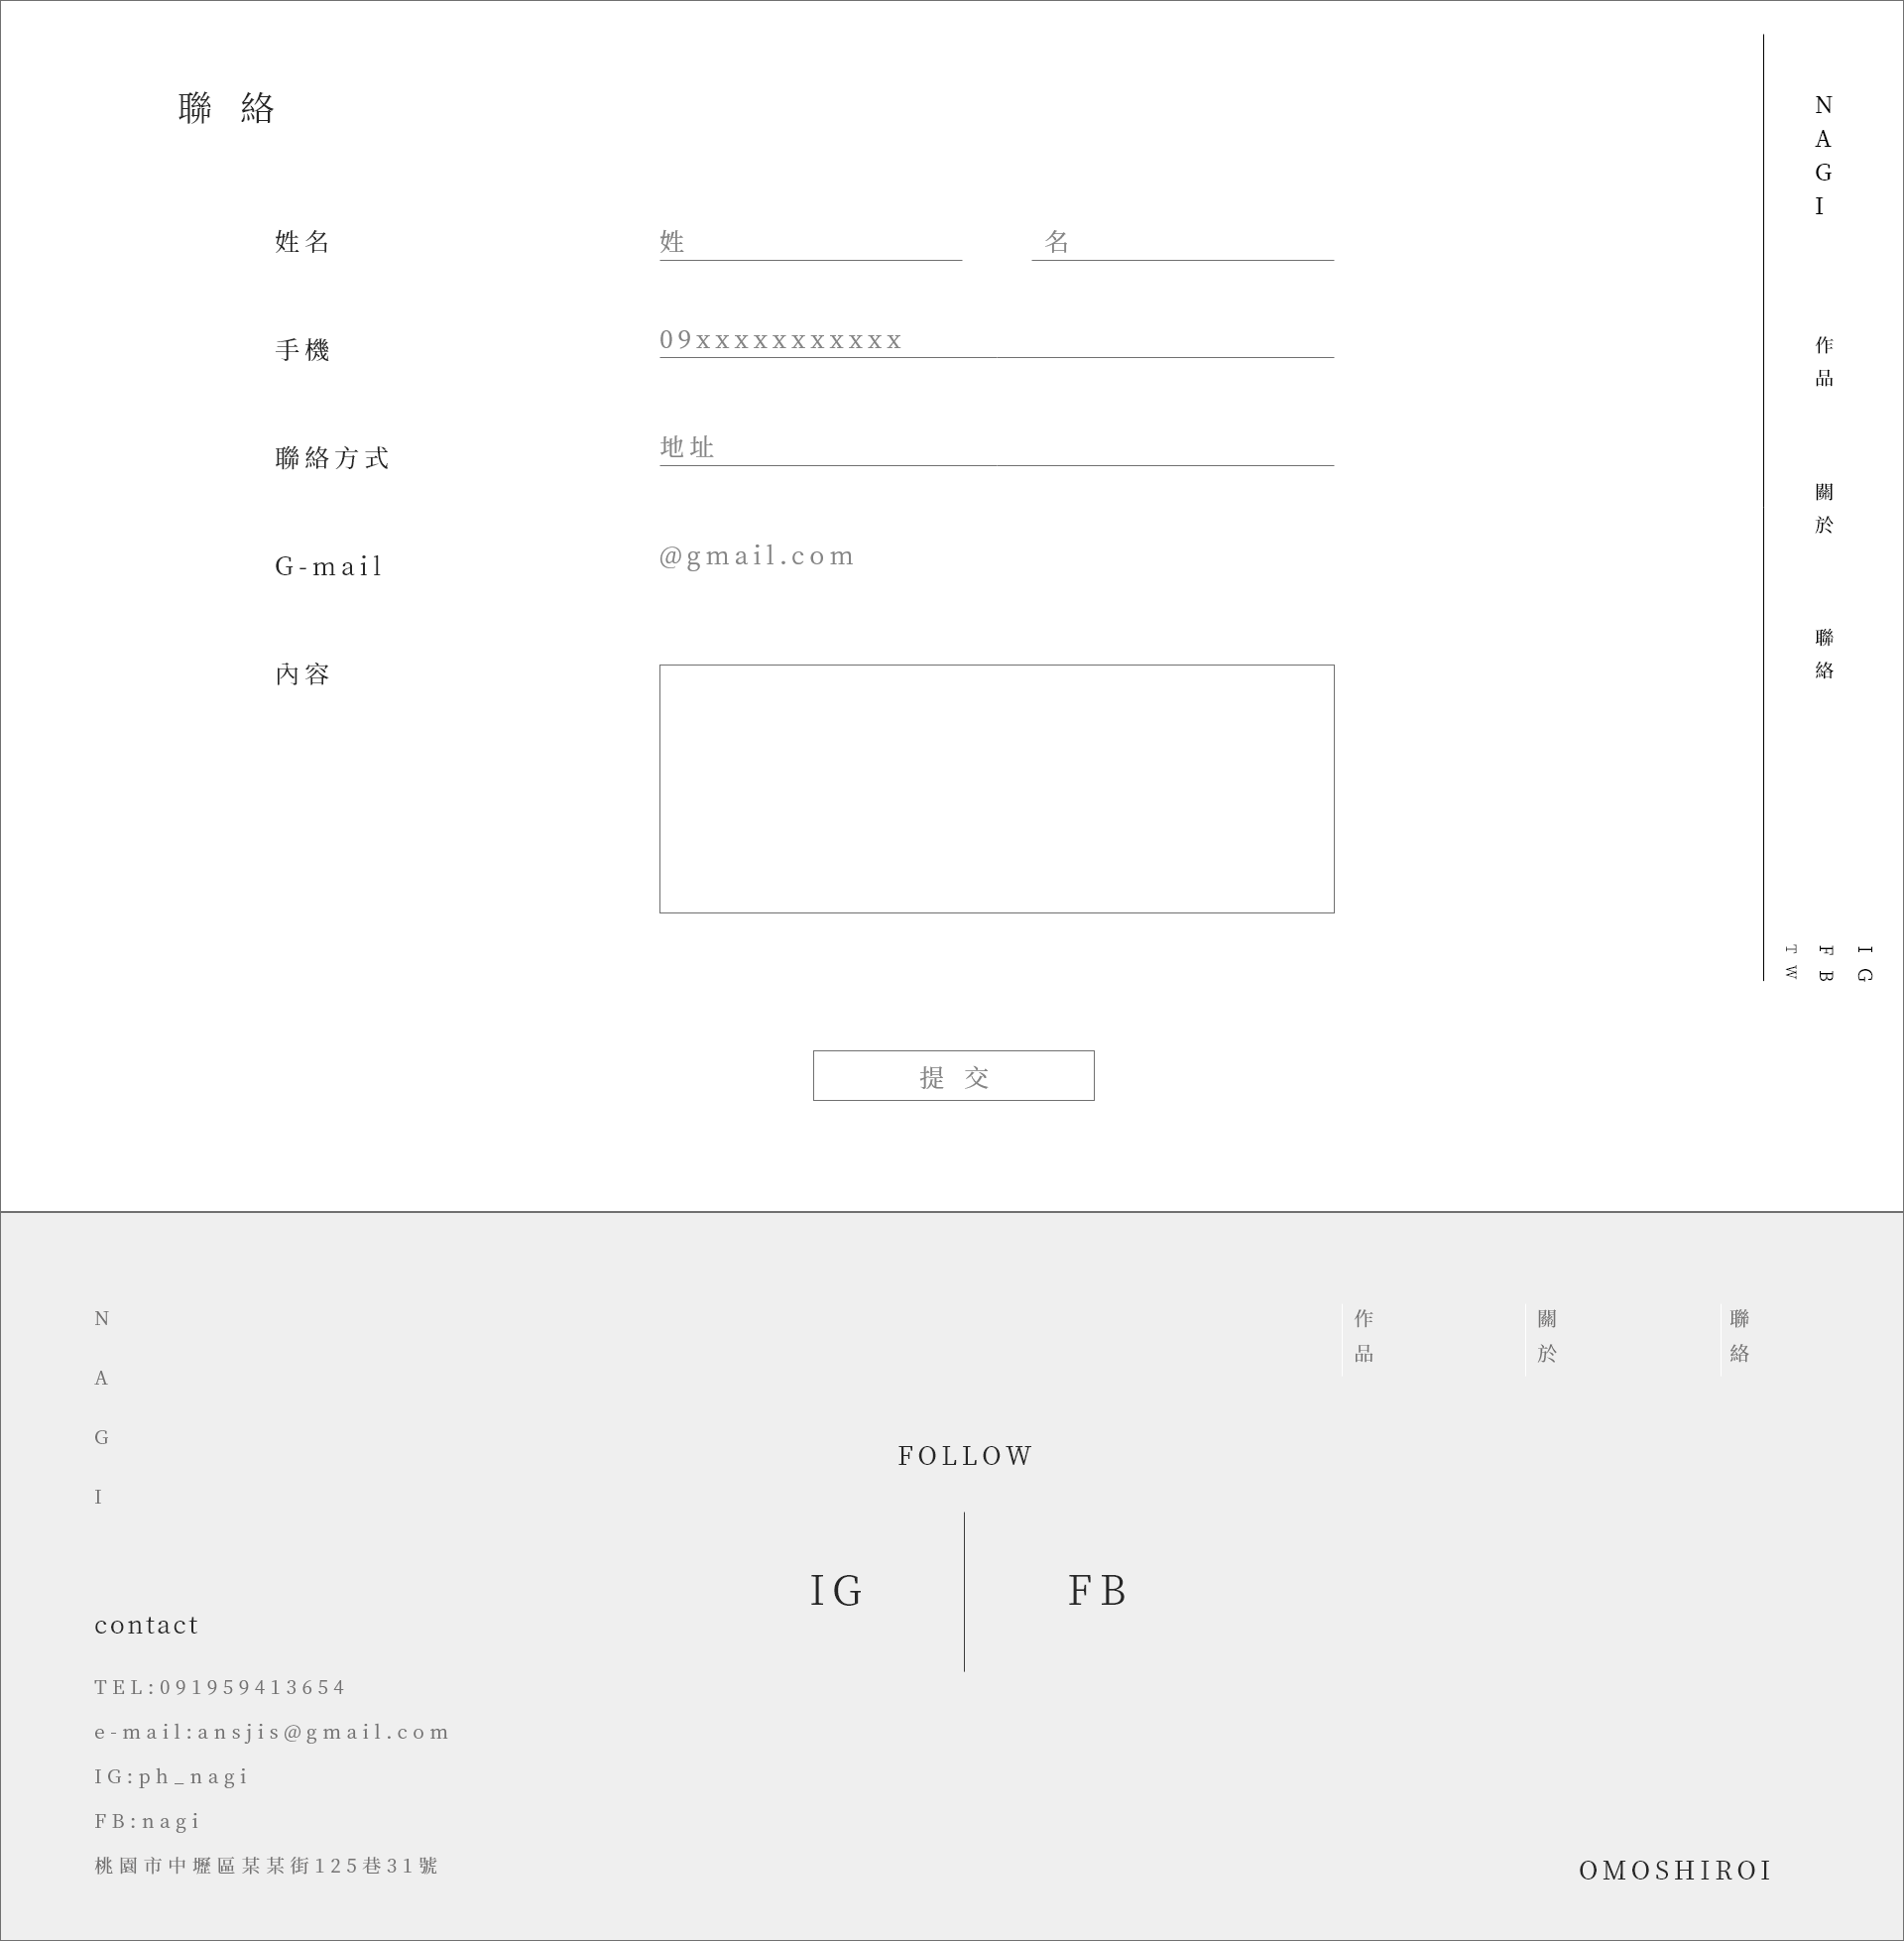 聯絡
姓名
姓
名
手機
09xxxxxxxxxxx
聯絡方式
地址
G-mail
@gmail.com
內容
提交
NAGI
作品
關於
聯絡
IG
FB
TW
NAGI
作品
關於
聯絡
FOLLOW
IG
FB
contact
TEL:091959413654
e-mail:ansjis@gmail.com
IG:ph_nagi
FB:nagi
桃園市中壢區某某街125巷31號
OMOSHIROI